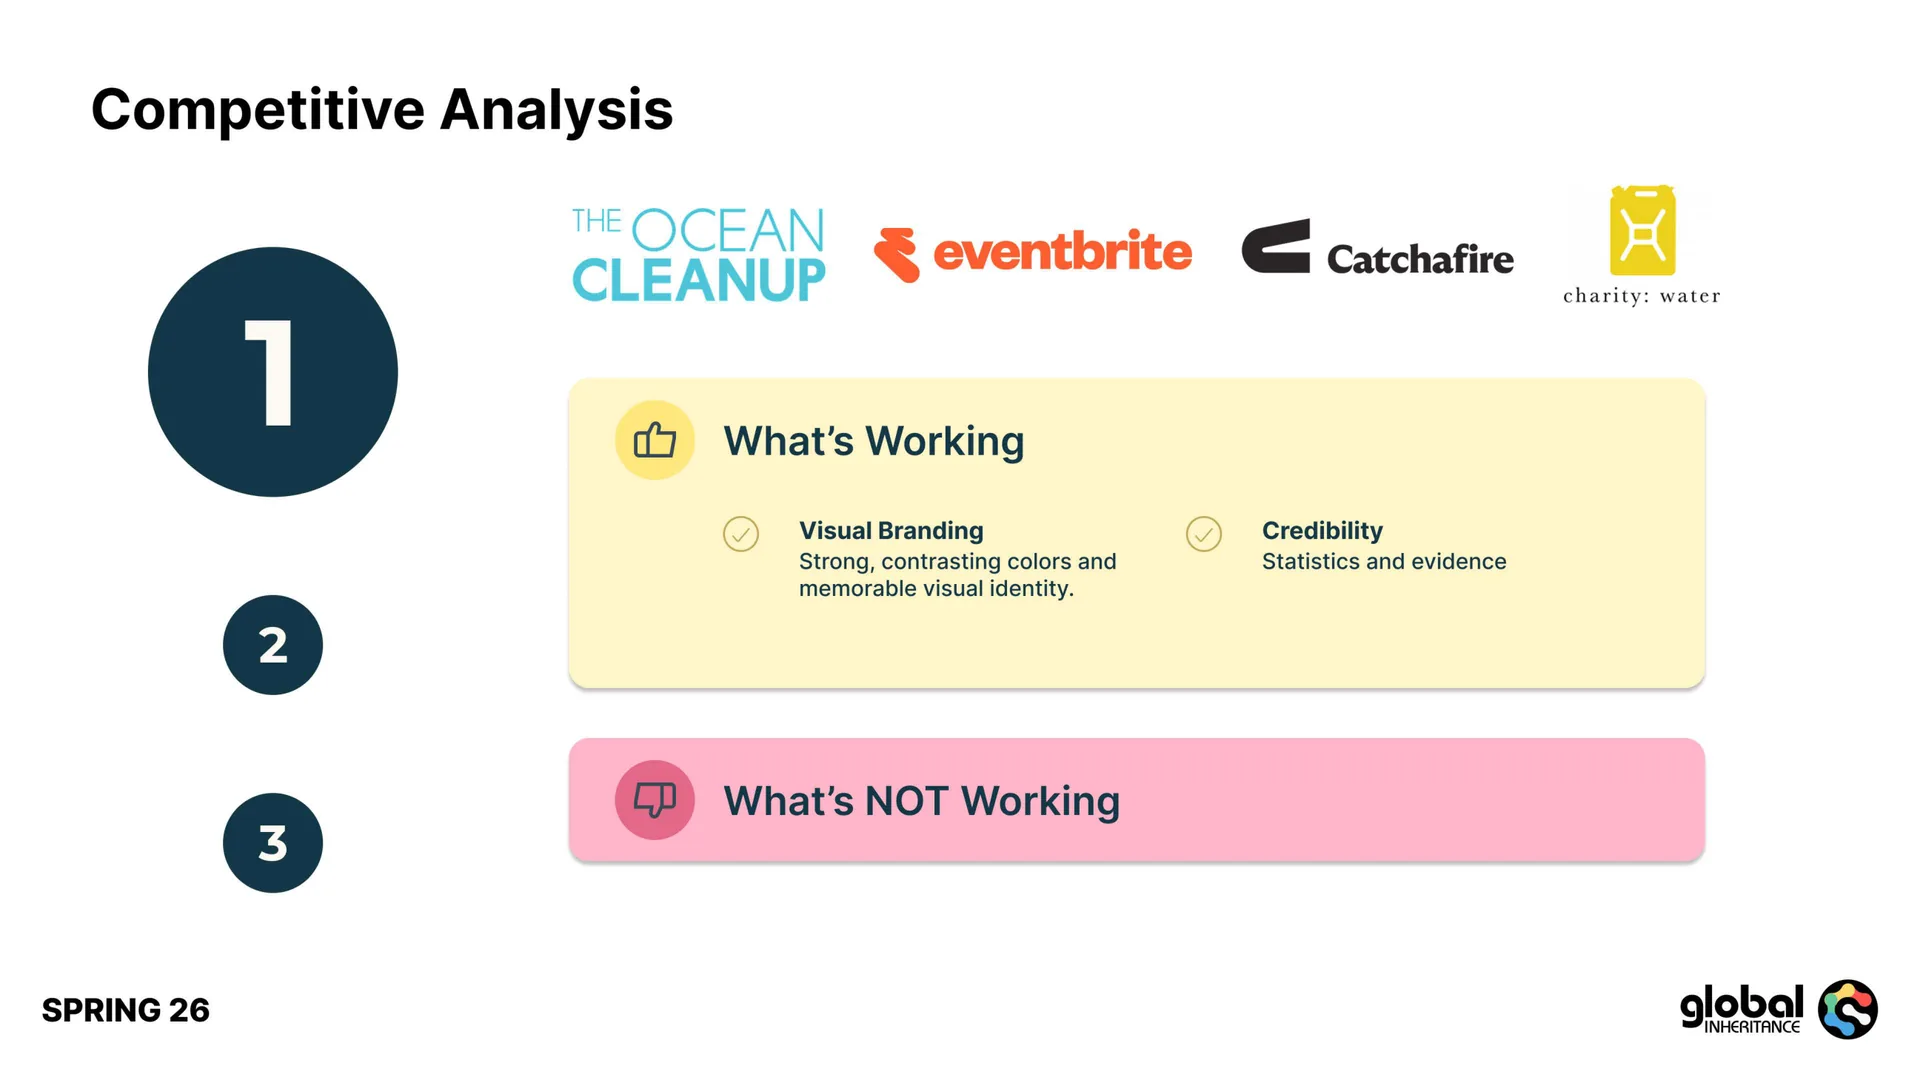 Competitive Analysis
THE OCEAN
CLEANUP
eventbrite
Catchafire
charity: water
1
2
3
What’s Working
Visual Branding
Strong, contrasting colors and
memorable visual identity.
Credibility
Statistics and evidence
What’s NOT Working
SPRING 26
global
INHERITANCE